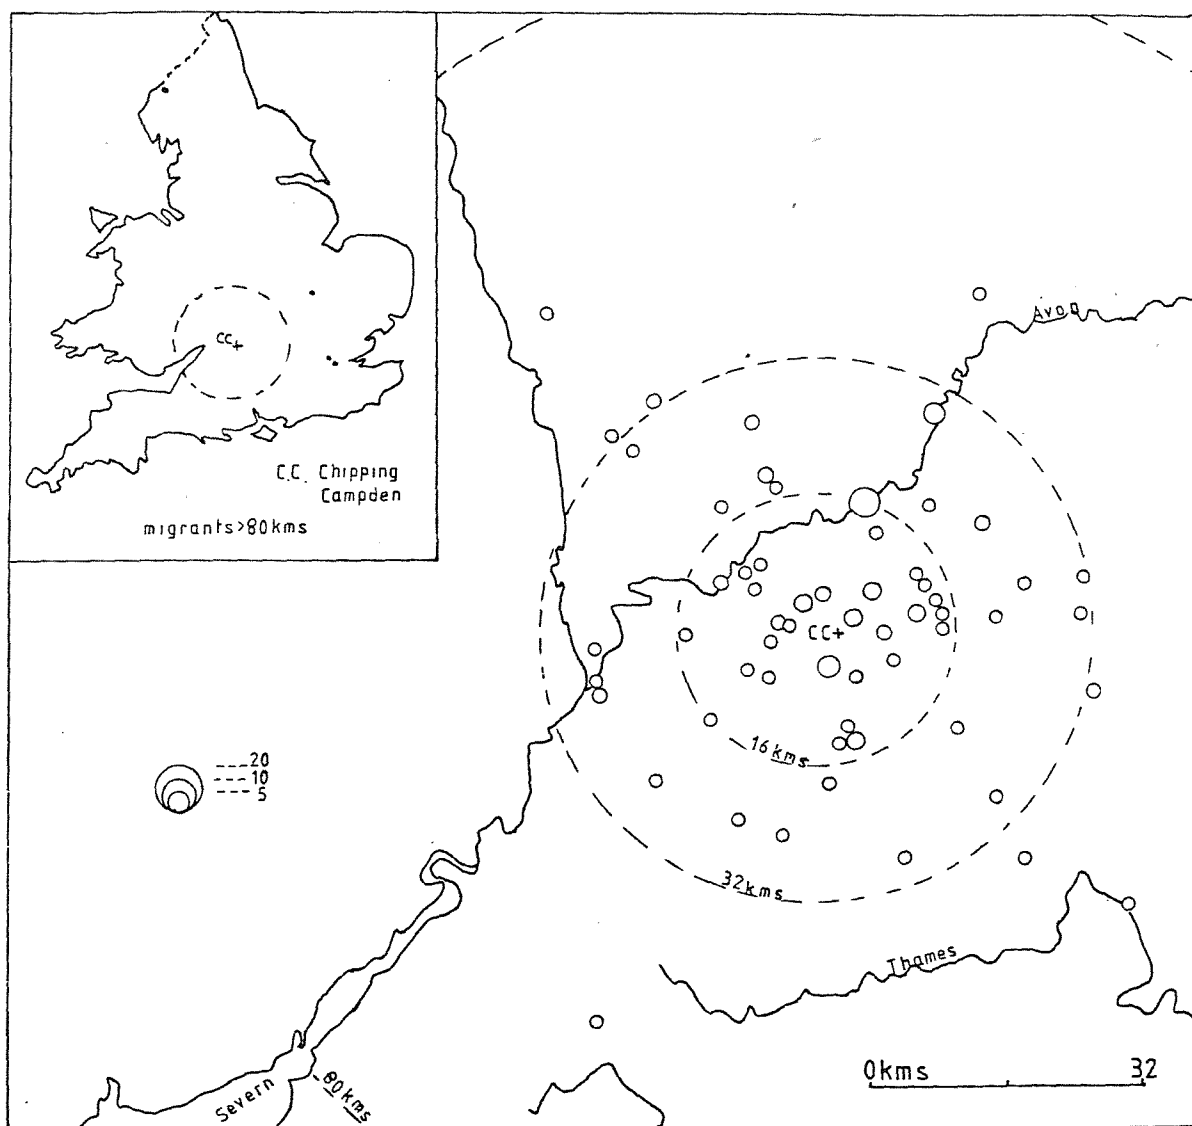 CC+
C.C. Chipping
Campden
migrants>80kms
Avon
CC+
16kms
20
10
5
32kms
Thames
0kms 32
Severn
80kms